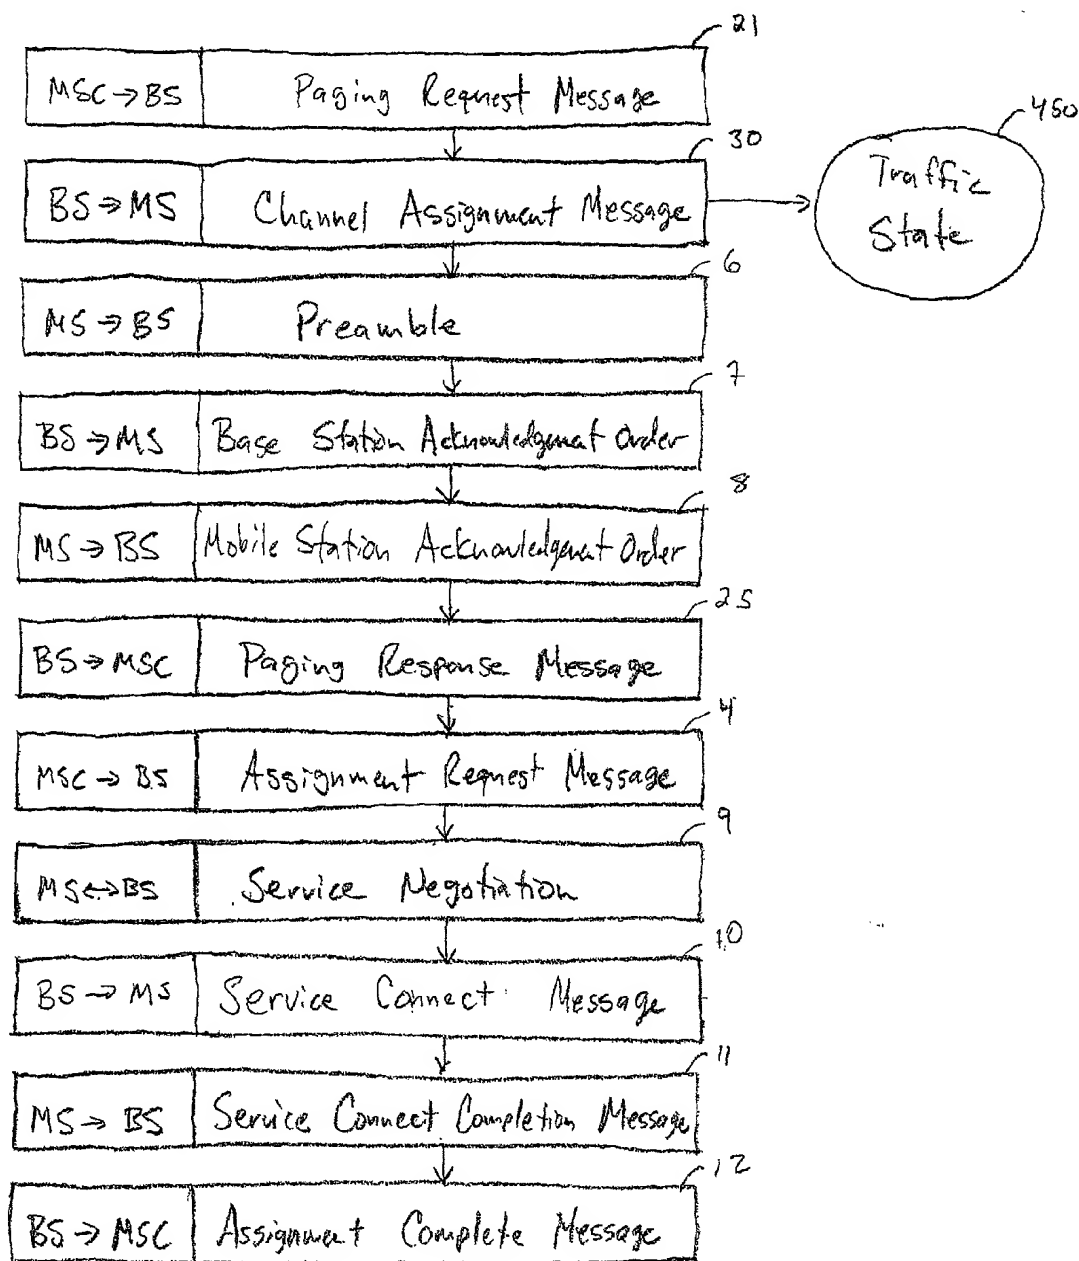 21
MSC→BS Paging Request Message
30
450
BS→MS Channel Assignment Message
Traffic
State
6
MS→BS Preamble
7
BS→MS Base Station Acknowledgment Order
8
MS→BS Mobile Station Acknowledgment Order
25
BS→MSC Paging Response Message
4
MSC→BS Assignment Request Message
9
MS↔BS Service Negotiation
10
BS→MS Service Connect Message
11
MS→BS Service Connect Completion Message
12
BS→MSC Assignment Complete Message